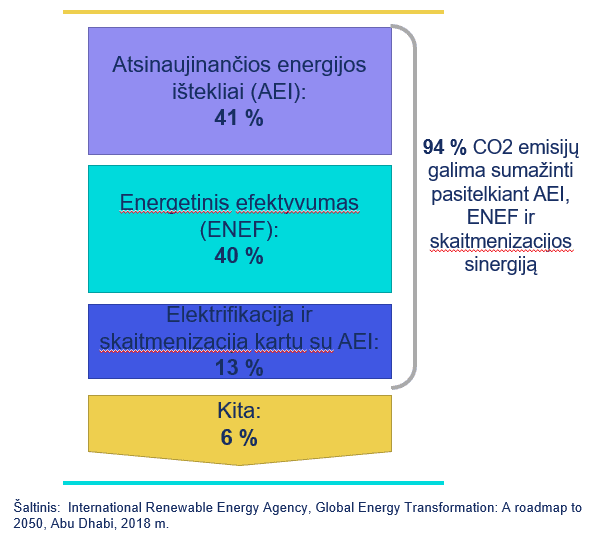 Atsinaujinančios energijos
ištekliai (AEI):
41 %
Energetinis efektyvumas
(ENEF):
40 %
Elektrifikacija ir
skaitmenizacija kartu su AEI:
13 %
Kita:
6 %
94 % CO2 emisijų
galima sumažinti
pasitelkiant AEI,
ENEF ir
skaitmenizacijos
sinergiją
Šaltinis:  International Renewable Energy Agency, Global Energy Transformation: A roadmap to
2050, Abu Dhabi, 2018 m.